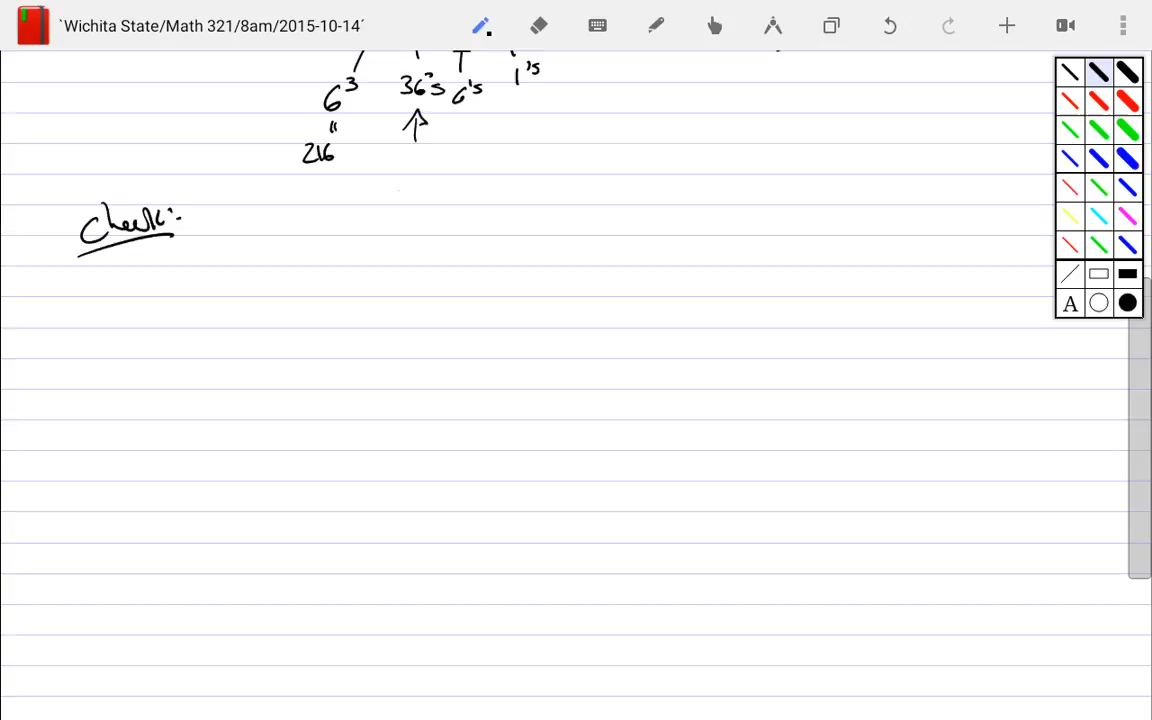 `Wichita State/Math 321/8am/2015-10-14´
6³ 36's 6's 1's
"
216
Check:
A